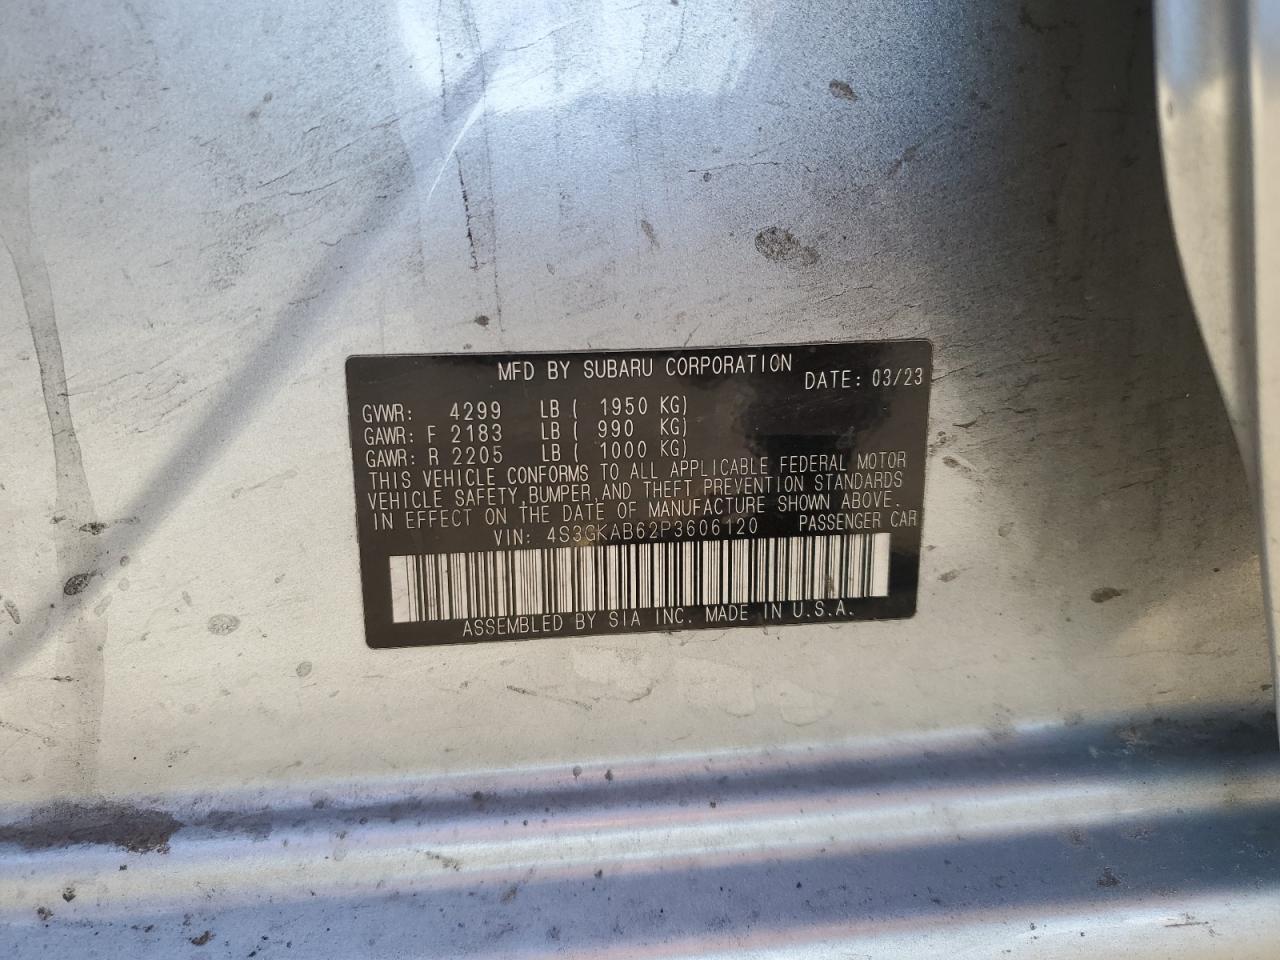 MFD BY SUBARU CORPORATION DATE: 03/23
GVWR: 4299 LB ( 1950 KG)
GAWR: F 2183 LB ( 990 KG)
GAWR: R 2205 LB ( 1000 KG)
THIS VEHICLE CONFORMS TO ALL APPLICABLE FEDERAL MOTOR
VEHICLE SAFETY, BUMPER, AND THEFT PREVENTION STANDARDS
IN EFFECT ON THE DATE OF MANUFACTURE SHOWN ABOVE.
VIN: 4S3GKAB62P3606120 PASSENGER CAR
ASSEMBLED BY SIA INC. MADE IN U.S.A.